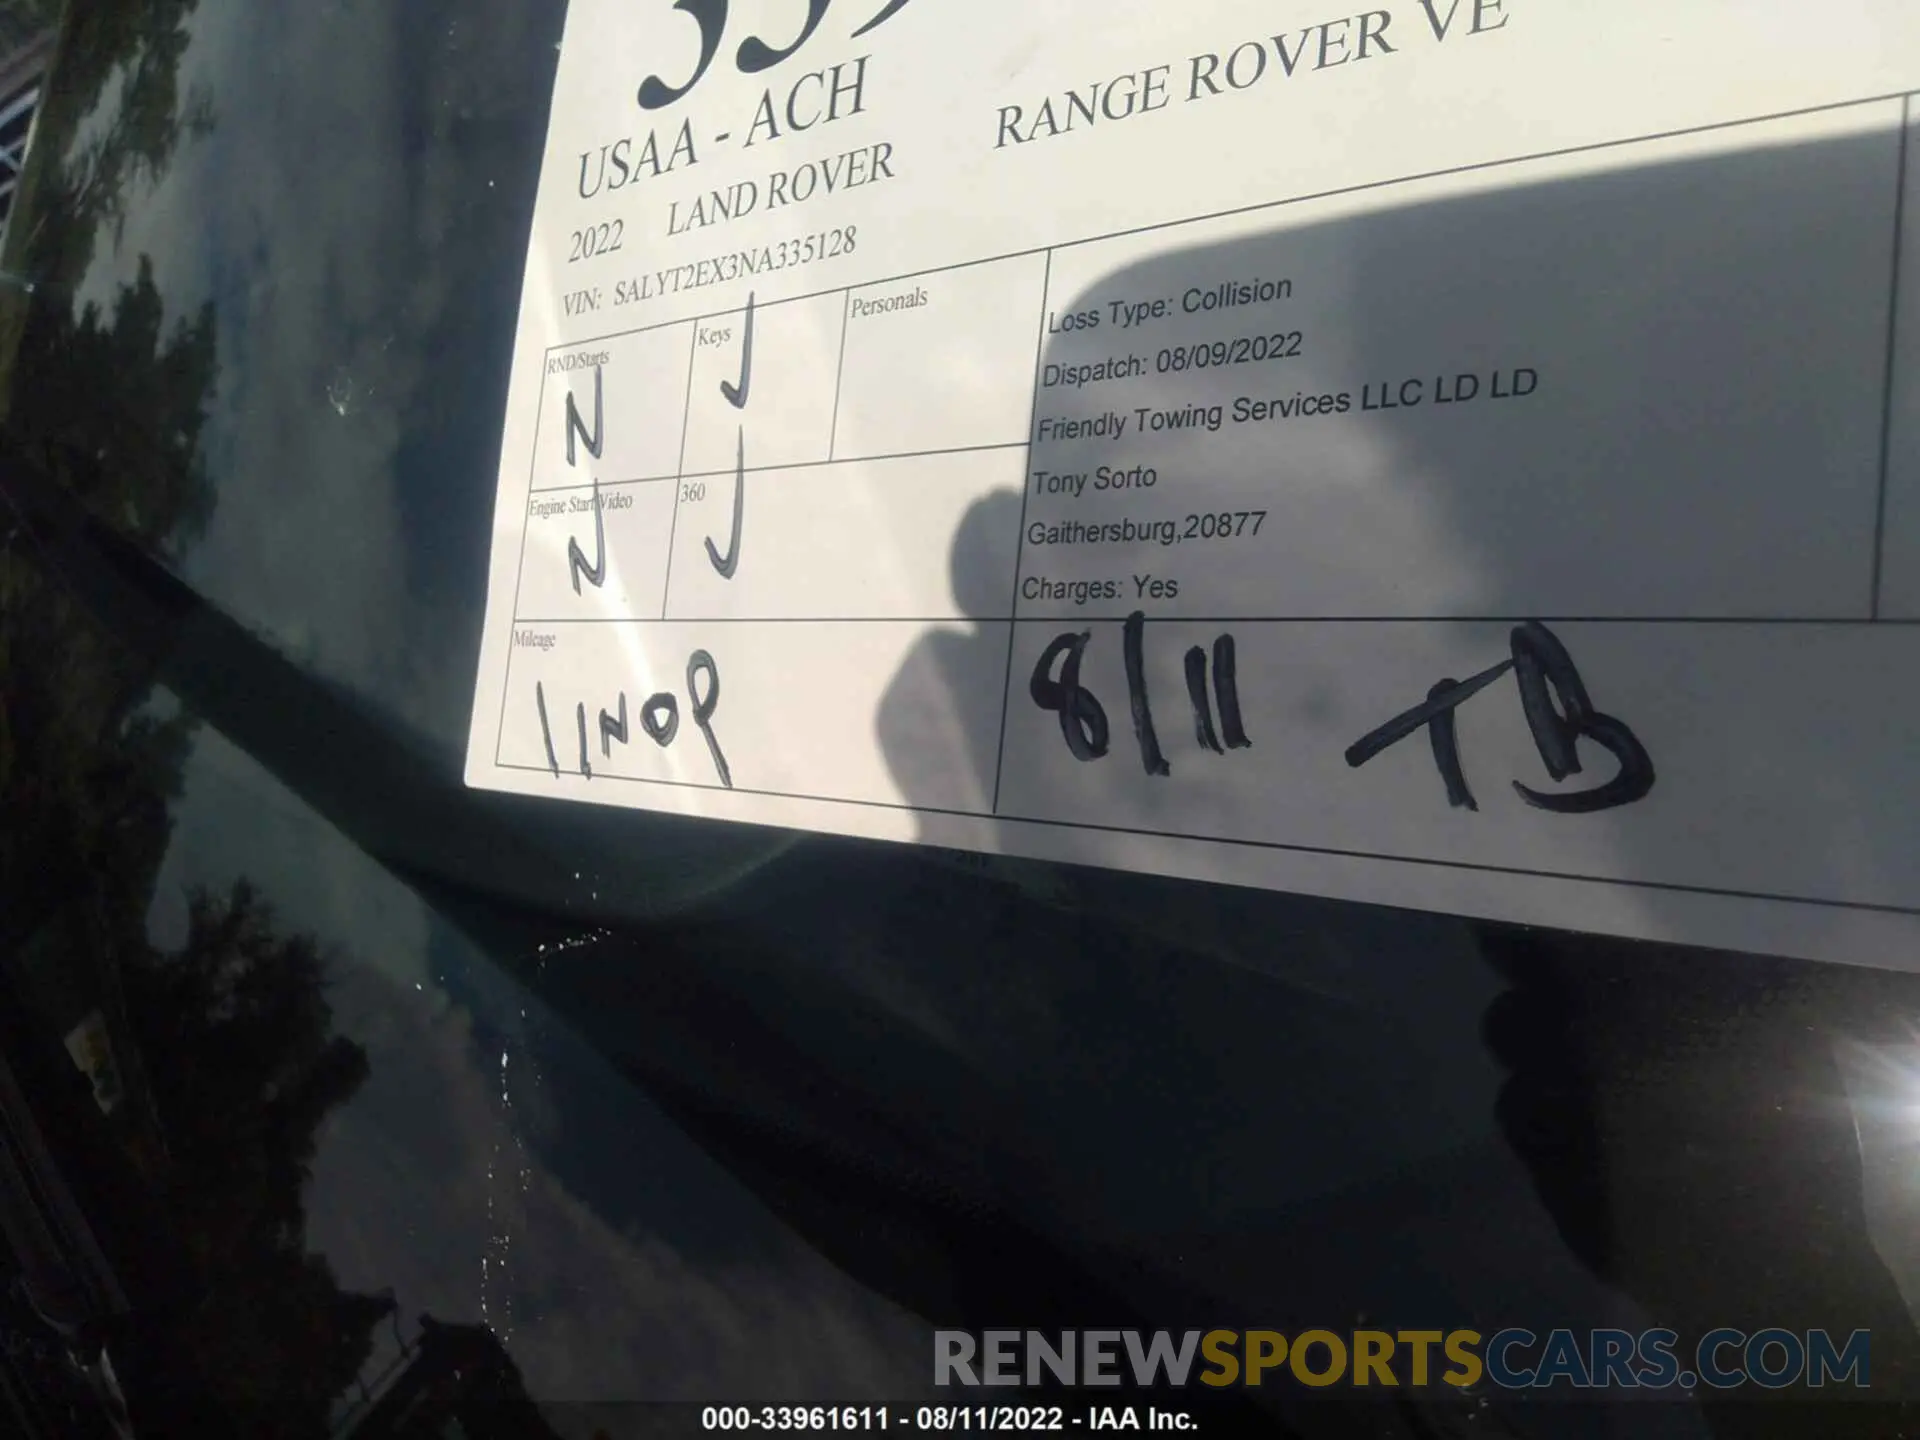 USAA - ACH
2022 LAND ROVER RANGE ROVER VE
VIN: SALYT2EX3NA335128
RND/Starts
N
Keys
Personals
Engine Start Video
N
360
Mileage
INOP
Loss Type: Collision
Dispatch: 08/09/2022
Friendly Towing Services LLC LD LD
Tony Sorto
Gaithersburg,20877
Charges: Yes
8/11 TB
RENEWSPORTSCARS.COM
000-33961611 - 08/11/2022 - IAA Inc.